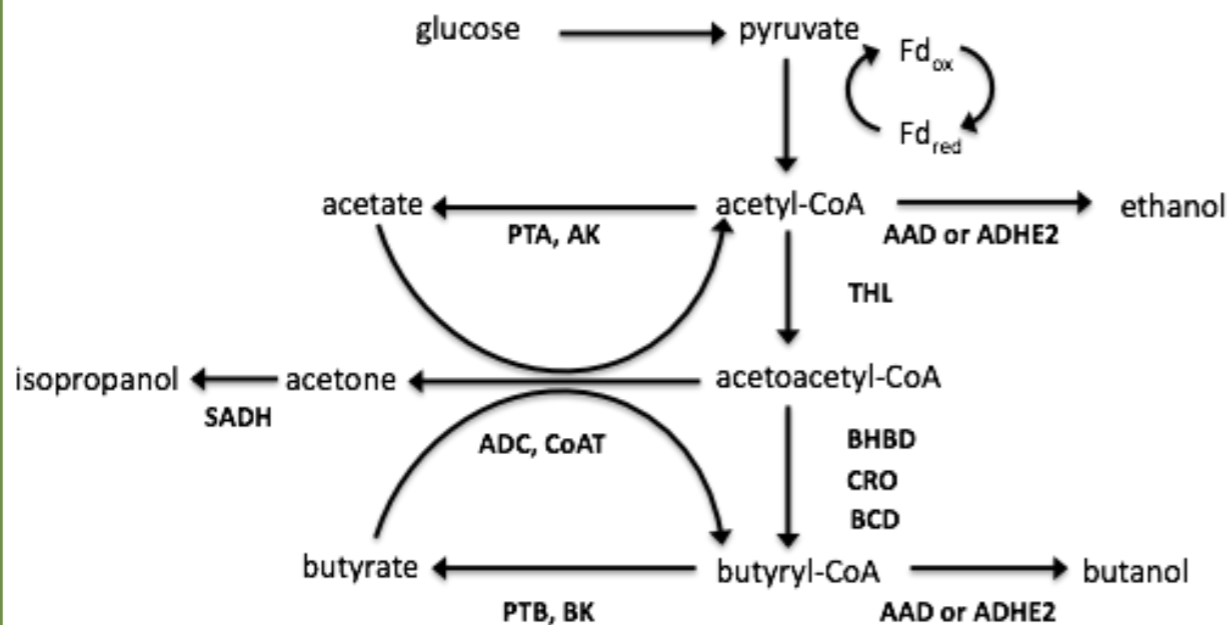 glucose
pyruvate
Fdox
Fdred
acetate
acetyl-CoA
ethanol
PTA, AK
AAD or ADHE2
THL
isopropanol
acetone
acetoacetyl-CoA
SADH
ADC, CoAT
BHBD
CRO
BCD
butyrate
butyryl-CoA
butanol
PTB, BK
AAD or ADHE2